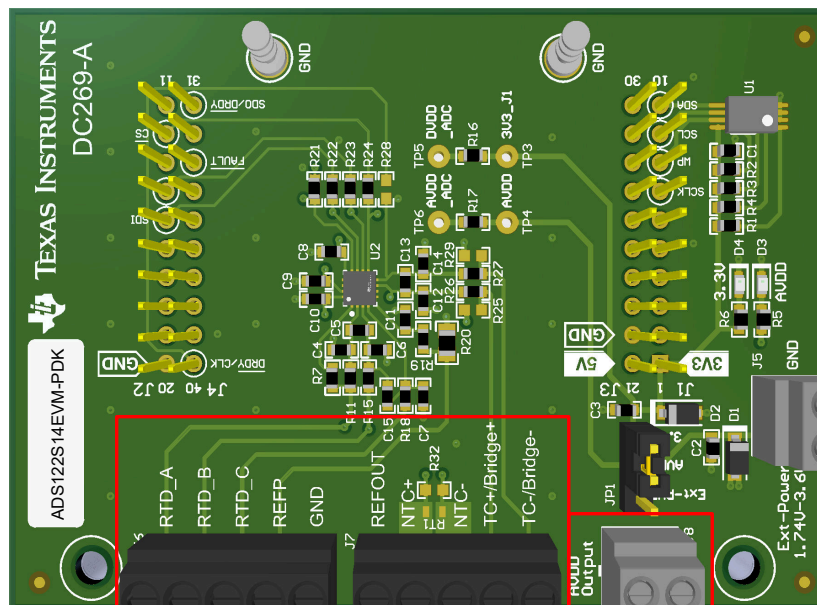 TEXAS INSTRUMENTS
DC269-A
GND
GND
11
31
SDO/DRDY
CS
FAULT
SDI
DRDY/CLK
GND
J2
20
40
J4
ADS122S14EVM-PDK
R21
R22
R23
R24
R28
DVDD
_ADC
TP5
R16
3V3_J1
TP3
AVDD
_ADC
TP6
R17
AVDD
TP4
C8
U2
C9
C10
C13
C14
C12
C11
R29
R27
R26
R25
C5
C4
C6
R19
R20
R7
R11
R15
C15
R18
C7
30
10
SDA
SCL
WP
SCLK
U1
C1
R2
R3
R4
R1
D4
D3
3.3V
AVDD
R6
R5
GND
5V
3V3
J3
21
1
J1
J5
GND
C3
D2
D1
C2
JP1
Ext-Power
1.74V-3.6V
RTD_A
RTD_B
RTD_C
REFP
GND
J7
REFOUT
NTC+
R32
RT1
NTC-
TC+/Bridge+
TC-/Bridge-
AVDD
Output